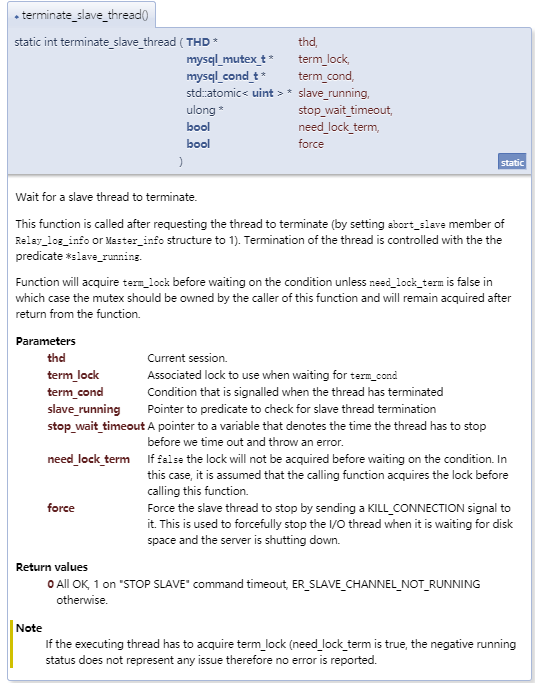 ⬥ terminate_slave_thread()
static int terminate_slave_thread ( THD * thd,
mysql_mutex_t * term_lock,
mysql_cond_t * term_cond,
std::atomic< uint > * slave_running,
ulong * stop_wait_timeout,
bool need_lock_term,
bool force
)
static
Wait for a slave thread to terminate.
This function is called after requesting the thread to terminate (by setting abort_slave member of
Relay_log_info or Master_info structure to 1). Termination of the thread is controlled with the the
predicate *slave_running.
Function will acquire term_lock before waiting on the condition unless need_lock_term is false in
which case the mutex should be owned by the caller of this function and will remain acquired after
return from the function.
Parameters
thd Current session.
term_lock Associated lock to use when waiting for term_cond
term_cond Condition that is signalled when the thread has terminated
slave_running Pointer to predicate to check for slave thread termination
stop_wait_timeout A pointer to a variable that denotes the time the thread has to stop
before we time out and throw an error.
need_lock_term If false the lock will not be acquired before waiting on the condition. In
this case, it is assumed that the calling function acquires the lock before
calling this function.
force Force the slave thread to stop by sending a KILL_CONNECTION signal to
it. This is used to forcefully stop the I/O thread when it is waiting for disk
space and the server is shutting down.
Return values
0 All OK, 1 on "STOP SLAVE" command timeout, ER_SLAVE_CHANNEL_NOT_RUNNING
otherwise.
Note
If the executing thread has to acquire term_lock (need_lock_term is true, the negative running
status does not represent any issue therefore no error is reported.